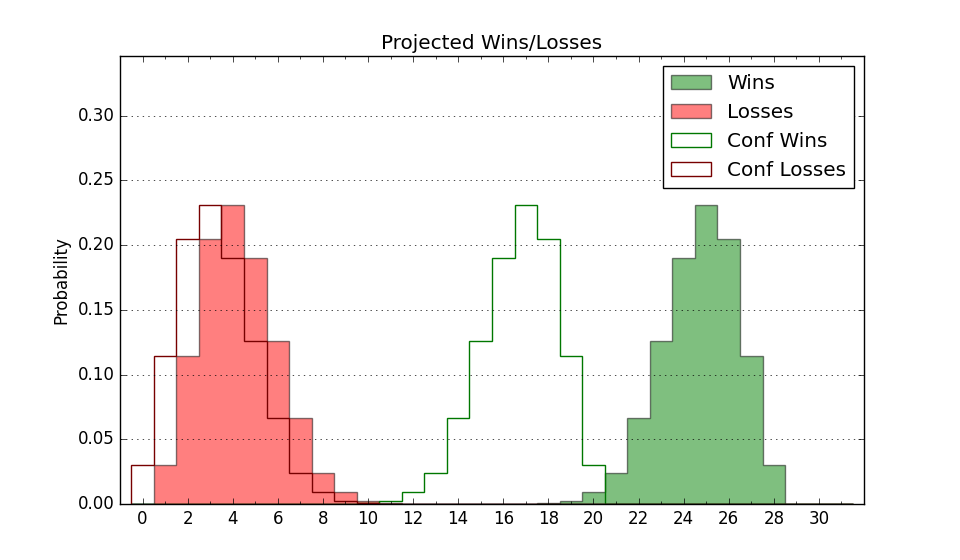 Projected Wins/Losses
Wins
Losses
Conf Wins
Conf Losses
Probability
0.30
0.25
0.20
0.15
0.10
0.05
0.00
0 2 4 6 8 10 12 14 16 18 20 22 24 26 28 30